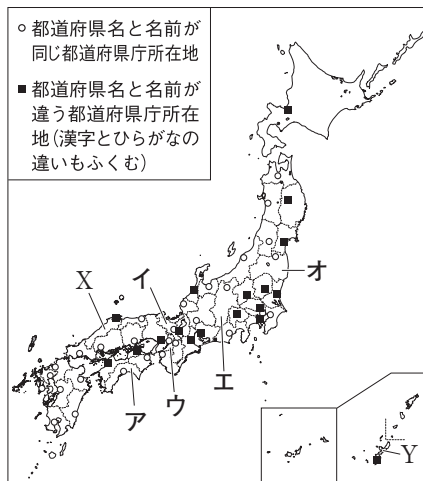 ○ 都道府県名と名前が
同じ都道府県庁所在地
■ 都道府県名と名前が
違う都道府県庁所在
地(漢字とひらがなの
違いもふくむ)
オ
X
イ
エ
ウ
ア
Y